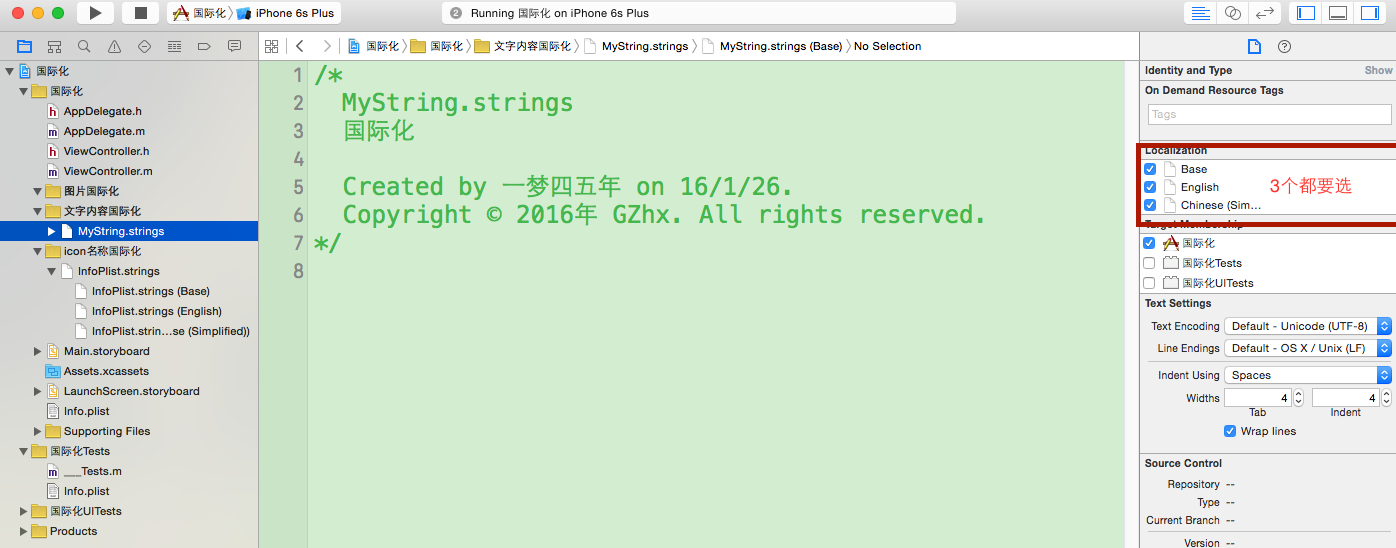 国际化 〉 iPhone 6s Plus
2 Running 国际化 on iPhone 6s Plus
国际化 〉 国际化 〉 文字内容国际化 〉 MyString.strings 〉 MyString.strings (Base) 〉 No Selection
国际化
国际化
AppDelegate.h
AppDelegate.m
ViewController.h
ViewController.m
图片国际化
文字内容国际化
MyString.strings
icon名称国际化
InfoPlist.strings
InfoPlist.strings (Base)
InfoPlist.strings (English)
InfoPlist.strin...se (Simplified))
Main.storyboard
Assets.xcassets
LaunchScreen.storyboard
Info.plist
Supporting Files
国际化Tests
___Tests.m
Info.plist
国际化UITests
Products
1 /*
2 MyString.strings
3 国际化
4
5 Created by 一梦四五年 on 16/1/26.
6 Copyright © 2016年 GZhx. All rights reserved.
7 */
8
Identity and Type Show
On Demand Resource Tags
Tags
Localization
Base
English
Chinese (Sim...
3个都要选
Target Membership
国际化
国际化Tests
国际化UITests
Text Settings
Text Encoding Default - Unicode (UTF-8)
Line Endings Default - OS X / Unix (LF)
Indent Using Spaces
Widths 4 4
Tab Indent
Wrap lines
Source Control
Repository --
Type --
Current Branch --
Version --